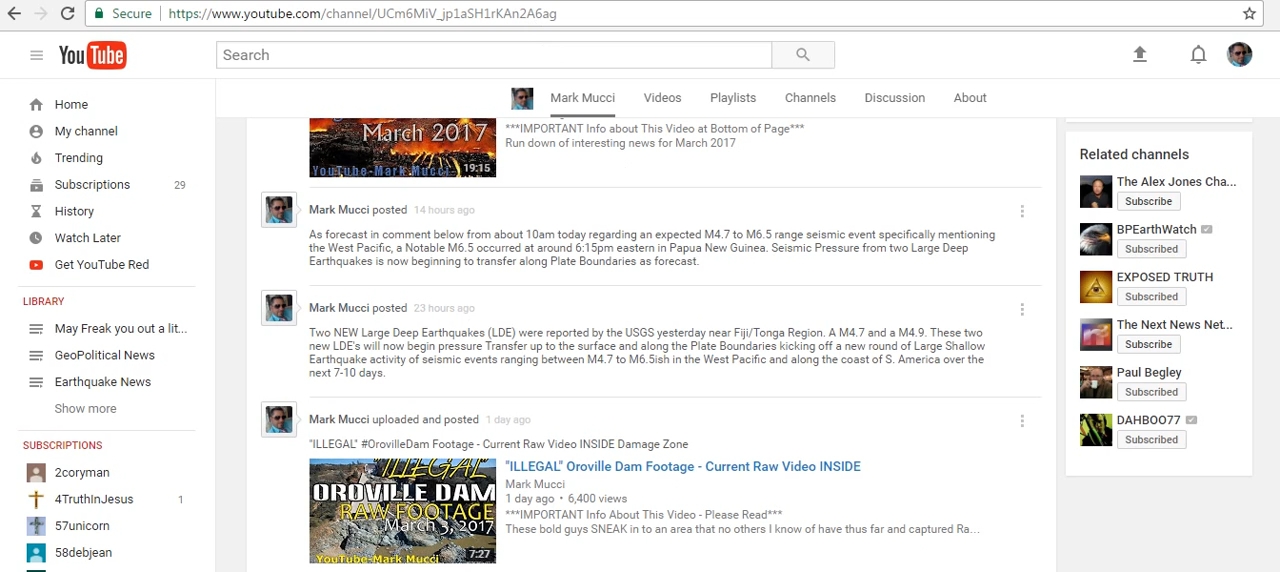 Secure https://www.youtube.com/channel/UCm6MiV_jp1aSH1rKAn2A6ag
YouTube
Search
Mark Mucci Videos Playlists Channels Discussion About
Home
My channel
Trending
Subscriptions 29
History
Watch Later
Get YouTube Red
LIBRARY
May Freak you out a lit...
GeoPolitical News
Earthquake News
Show more
SUBSCRIPTIONS
2coryman
4TruthInJesus 1
57unicorn
58debjean
March 2017
YouTube-Mark Mucci
19:15
***IMPORTANT Info about This Video at Bottom of Page***
Run down of interesting news for March 2017
Mark Mucci posted 14 hours ago
As forecast in comment below from about 10am today regarding an expected M4.7 to M6.5 range seismic event specifically mentioning
the West Pacific, a Notable M6.5 occurred at around 6:15pm eastern in Papua New Guinea. Seismic Pressure from two Large Deep
Earthquakes is now beginning to transfer along Plate Boundaries as forecast.
Mark Mucci posted 23 hours ago
Two NEW Large Deep Earthquakes (LDE) were reported by the USGS yesterday near Fiji/Tonga Region. A M4.7 and a M4.9. These two
new LDE's will now begin pressure Transfer up to the surface and along the Plate Boundaries kicking off a new round of Large Shallow
Earthquake activity of seismic events ranging between M4.7 to M6.5ish in the West Pacific and along the coast of S. America over the
next 7-10 days.
Mark Mucci uploaded and posted 1 day ago
"ILLEGAL" #OrovilleDam Footage - Current Raw Video INSIDE Damage Zone
"ILLEGAL"
OROVILLE DAM
RAW FOOTAGE
March 3, 2017
YouTube-Mark Mucci
7:27
"ILLEGAL" Oroville Dam Footage - Current Raw Video INSIDE
Mark Mucci
1 day ago • 6,400 views
***IMPORTANT Info About This Video - Please Read***
These bold guys SNEAK in to an area that no others I know of have thus far and captured Ra...
Related channels
The Alex Jones Cha...
Subscribe
BPEarthWatch
Subscribed
EXPOSED TRUTH
Subscribed
The Next News Net...
Subscribe
Paul Begley
Subscribed
DAHBOO77
Subscribed